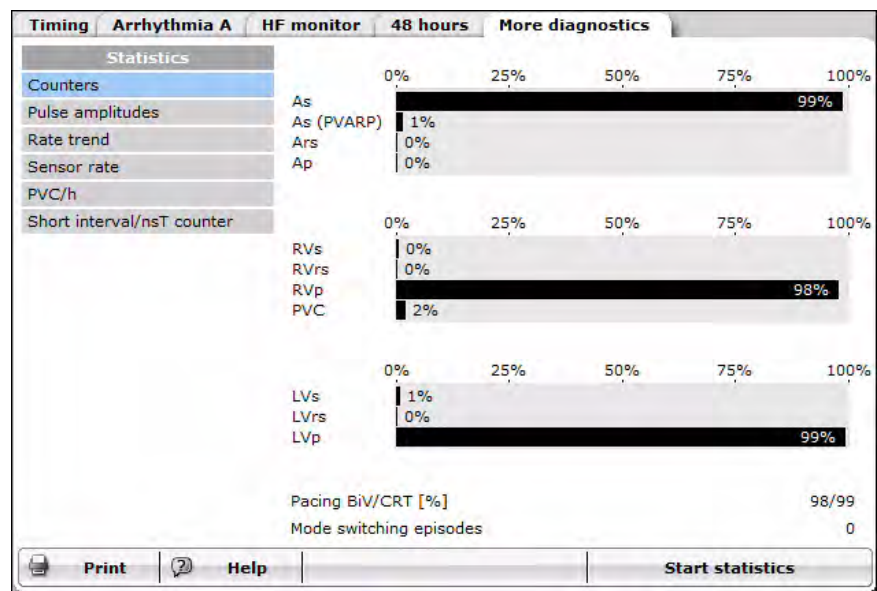 Timing Arrhythmia A HF monitor 48 hours More diagnostics
Statistics
Counters
Pulse amplitudes
Rate trend
Sensor rate
PVC/h
Short interval/nsT counter
0% 25% 50% 75% 100%
As 99%
As (PVARP) 1%
Ars 0%
Ap 0%
0% 25% 50% 75% 100%
RVs 0%
RVrs 0%
RVp 98%
PVC 2%
0% 25% 50% 75% 100%
LVs 1%
LVrs 0%
LVp 99%
Pacing BiV/CRT [%] 98/99
Mode switching episodes 0
Print ? Help Start statistics